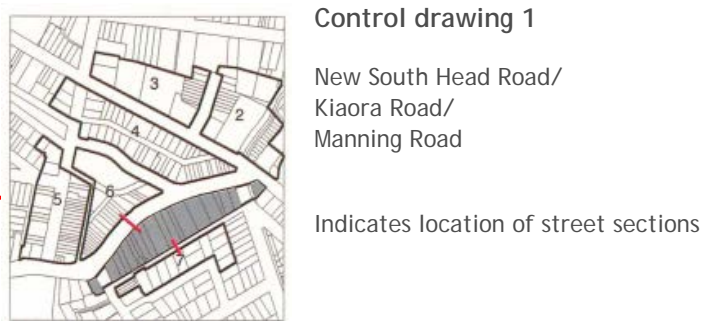 Control drawing 1
New South Head Road/
Kiaora Road/
Manning Road
Indicates location of street sections
3
2
4
6
5
7